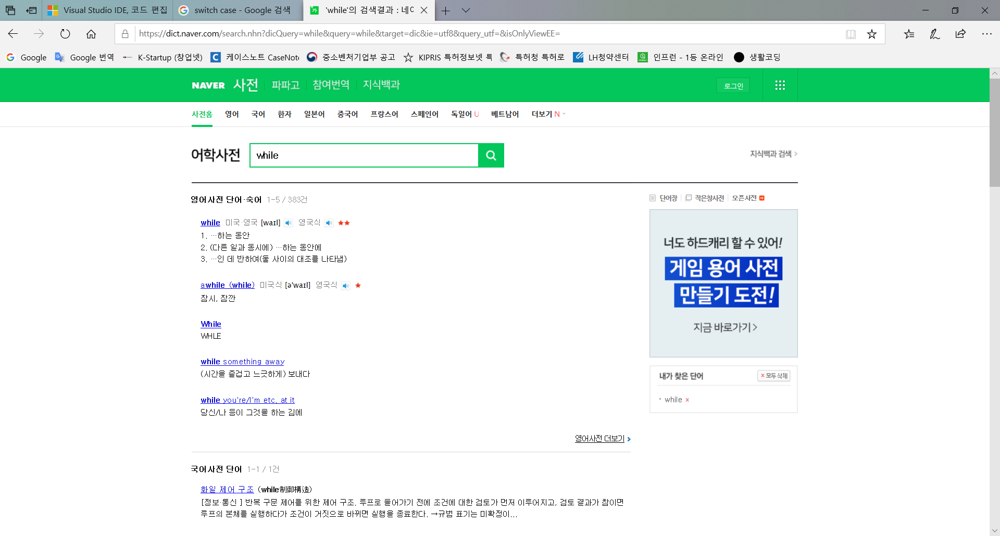 Visual Studio IDE, 코드 편집
switch case - Google 검색
'while'의 검색결과 : 네이
https://dict.naver.com/search.nhn?dicQuery=while&query=while&target=dic&ie=utf8&query_utf=&isOnlyViewEE=
Google
Google 번역
K-Startup (창업넷)
케이스노트 CaseNote
중소벤처기업부 공고
KIPRIS 특허정보넷 특
특허청 특허로
LH청약센터
인프런 - 1등 온라인
생활코딩
NAVER 사전 파파고 참여번역 지식백과
로그인
사전홈 영어 국어 한자 일본어 중국어 프랑스어 스페인어 독일어 U 베트남어 더보기 N
어학사전
while
지식백과 검색
영어사전 단어·숙어 1-5 / 383건
while 미국·영국 [waɪl] 영국식 ★★
1. …하는 동안
2. (다른 일과 동시에) …하는 동안에
3. …인 데 반하여(둘 사이의 대조를 나타냄)
awhile (while) 미국식 [ə'waɪl] 영국식 ★
잠시, 잠깐
While
WHLE
while something away
(시간을 즐겁고 느긋하게) 보내다
while you're/I'm etc. at it
당신/나 등이 그것을 하는 김에
영어사전 더보기
국어사전 단어 1-1 / 1건
화일 제어 구조 (while制御構造)
[정보·통신 ] 반복 구문 제어를 위한 제어 구조. 루프로 들어가기 전에 조건에 대한 검토가 먼저 이루어지고, 검토 결과가 참이면
루프의 본체를 실행하다가 조건이 거짓으로 바뀌면 실행을 종료한다. →규범 표기는 미확정이...
단어장 작은창사전 오픈사전 N
너도 하드캐리 할 수 있어!
게임 용어 사전
만들기 도전!
지금 바로가기 >
내가 찾은 단어
× 모두 삭제
while ×